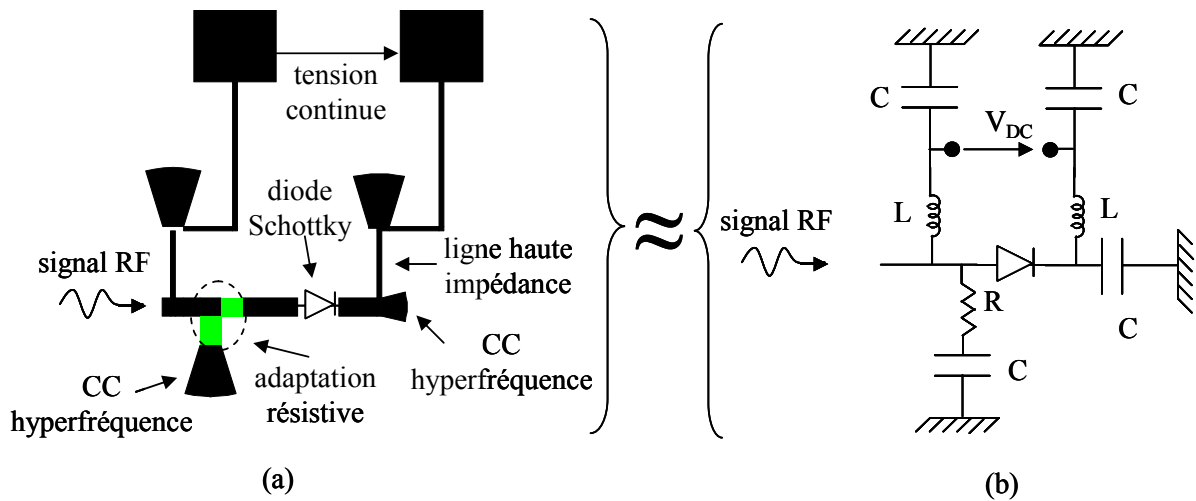 tension
continue
diode
Schottky
signal RF
ligne haute
impédance
CC
hyperfréquence
adaptation
résistive
CC
hyperfréquence
(a)
≈
signal RF
C
C
V_DC
L
L
R
C
C
(b)